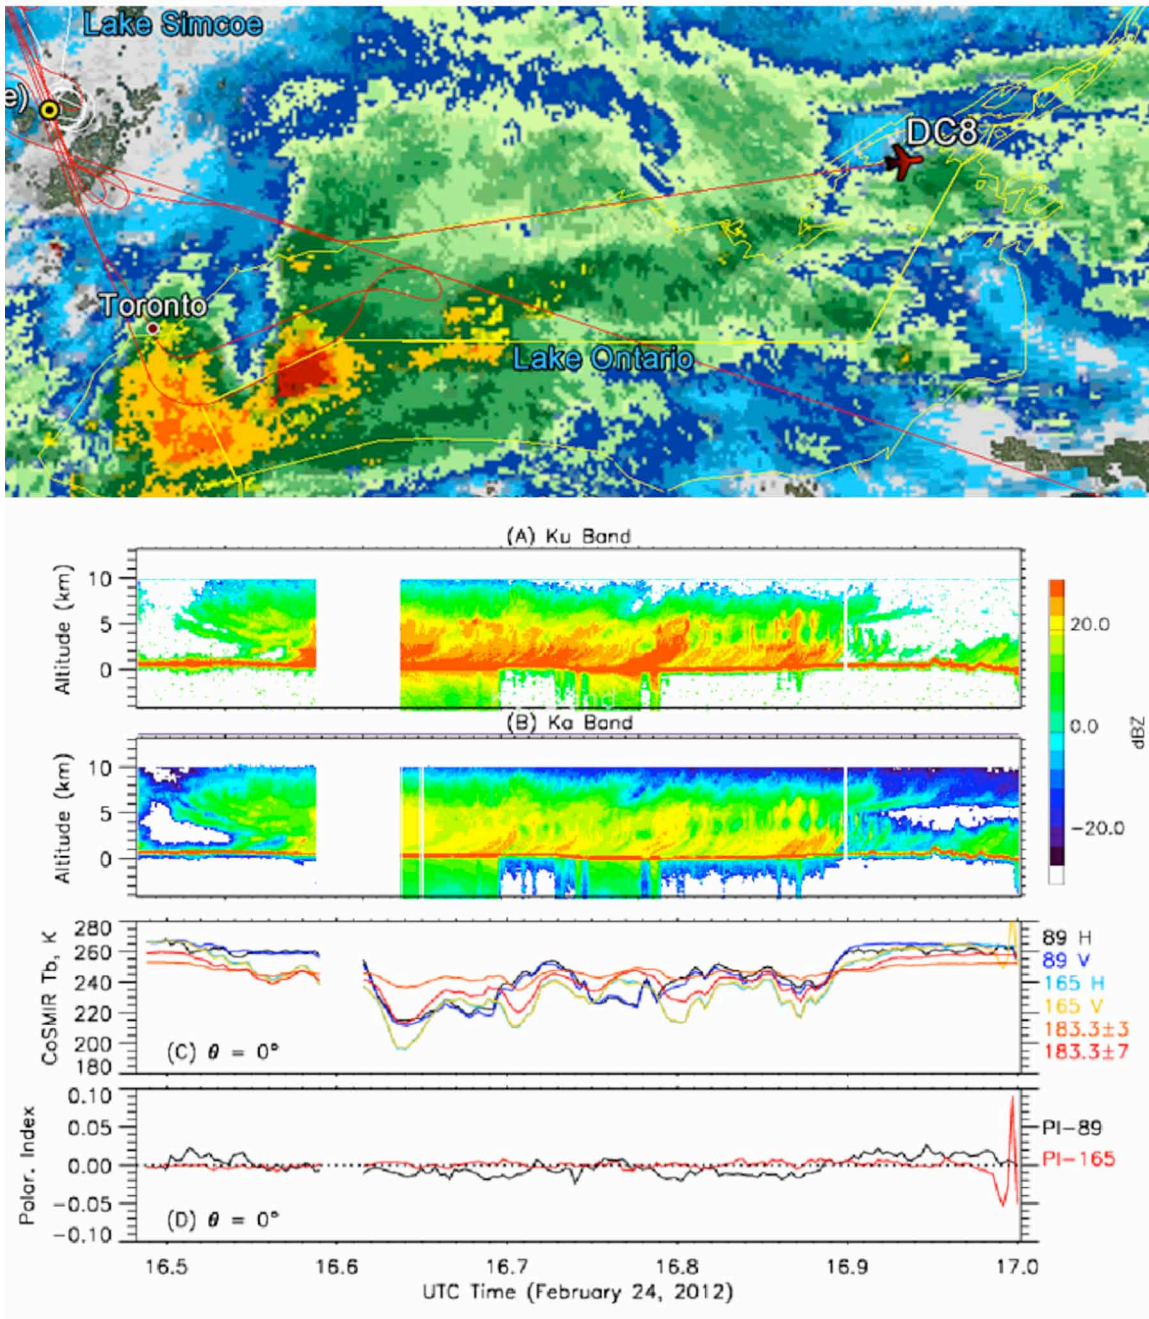 Lake Simcoe
e)
DC8
Toronto
Lake Ontario
(A) Ku Band
Altitude (km)
10
5
0
(B) Ka Band
Altitude (km)
10
5
0
20.0
0.0
−20.0
dBZ
CoSMIR Tb, K
280
260
240
220
200
180
(C) θ = 0°
89 H
89 V
165 H
165 V
183.3±3
183.3±7
Polar. Index
0.10
0.05
0.00
−0.05
−0.10
(D) θ = 0°
PI−89
PI−165
16.5 16.6 16.7 16.8 16.9 17.0
UTC Time (February 24, 2012)